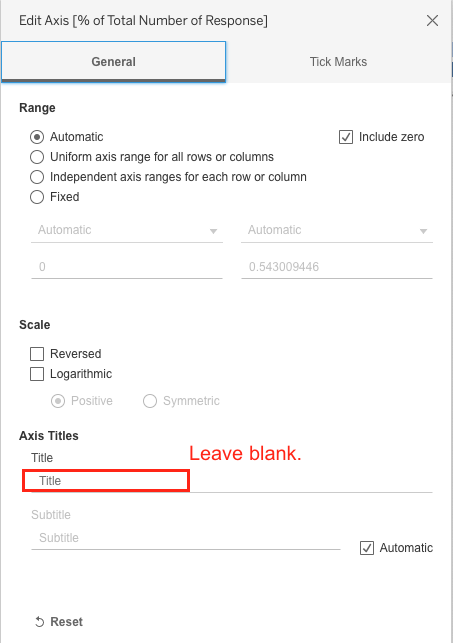 Edit Axis [% of Total Number of Response]
General
Tick Marks
Range
Automatic
Include zero
Uniform axis range for all rows or columns
Independent axis ranges for each row or column
Fixed
Automatic
Automatic
0
0.543009446
Scale
Reversed
Logarithmic
Positive
Symmetric
Axis Titles
Leave blank.
Title
Title
Subtitle
Subtitle
Automatic
Reset